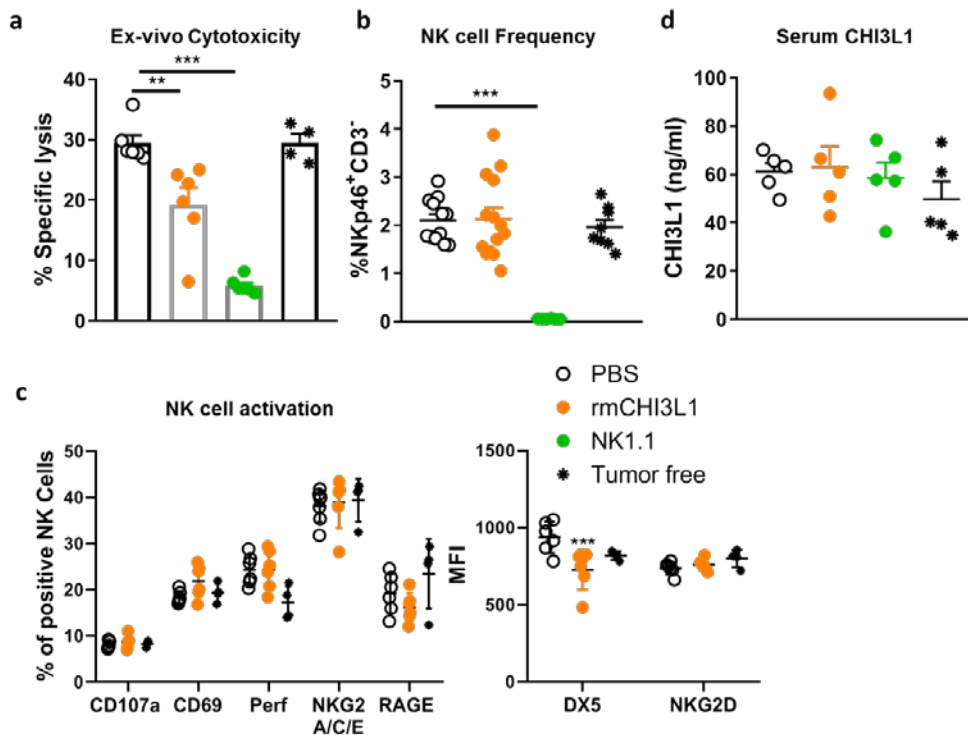 a
Ex-vivo Cytotoxicity
***
**
40
30
20
10
0
% Specific lysis
b
NK cell Frequency
***
5
4
3
2
1
0
%NKp46+CD3-
d
Serum CHI3L1
100
80
60
40
20
0
CHI3L1 (ng/ml)
PBS
rmCHI3L1
NK1.1
Tumor free
c
NK cell activation
50
40
30
20
10
0
% of positive NK Cells
CD107a CD69 Perf NKG2 RAGE
A/C/E
1500
1000
500
0
MFI
***
DX5 NKG2D